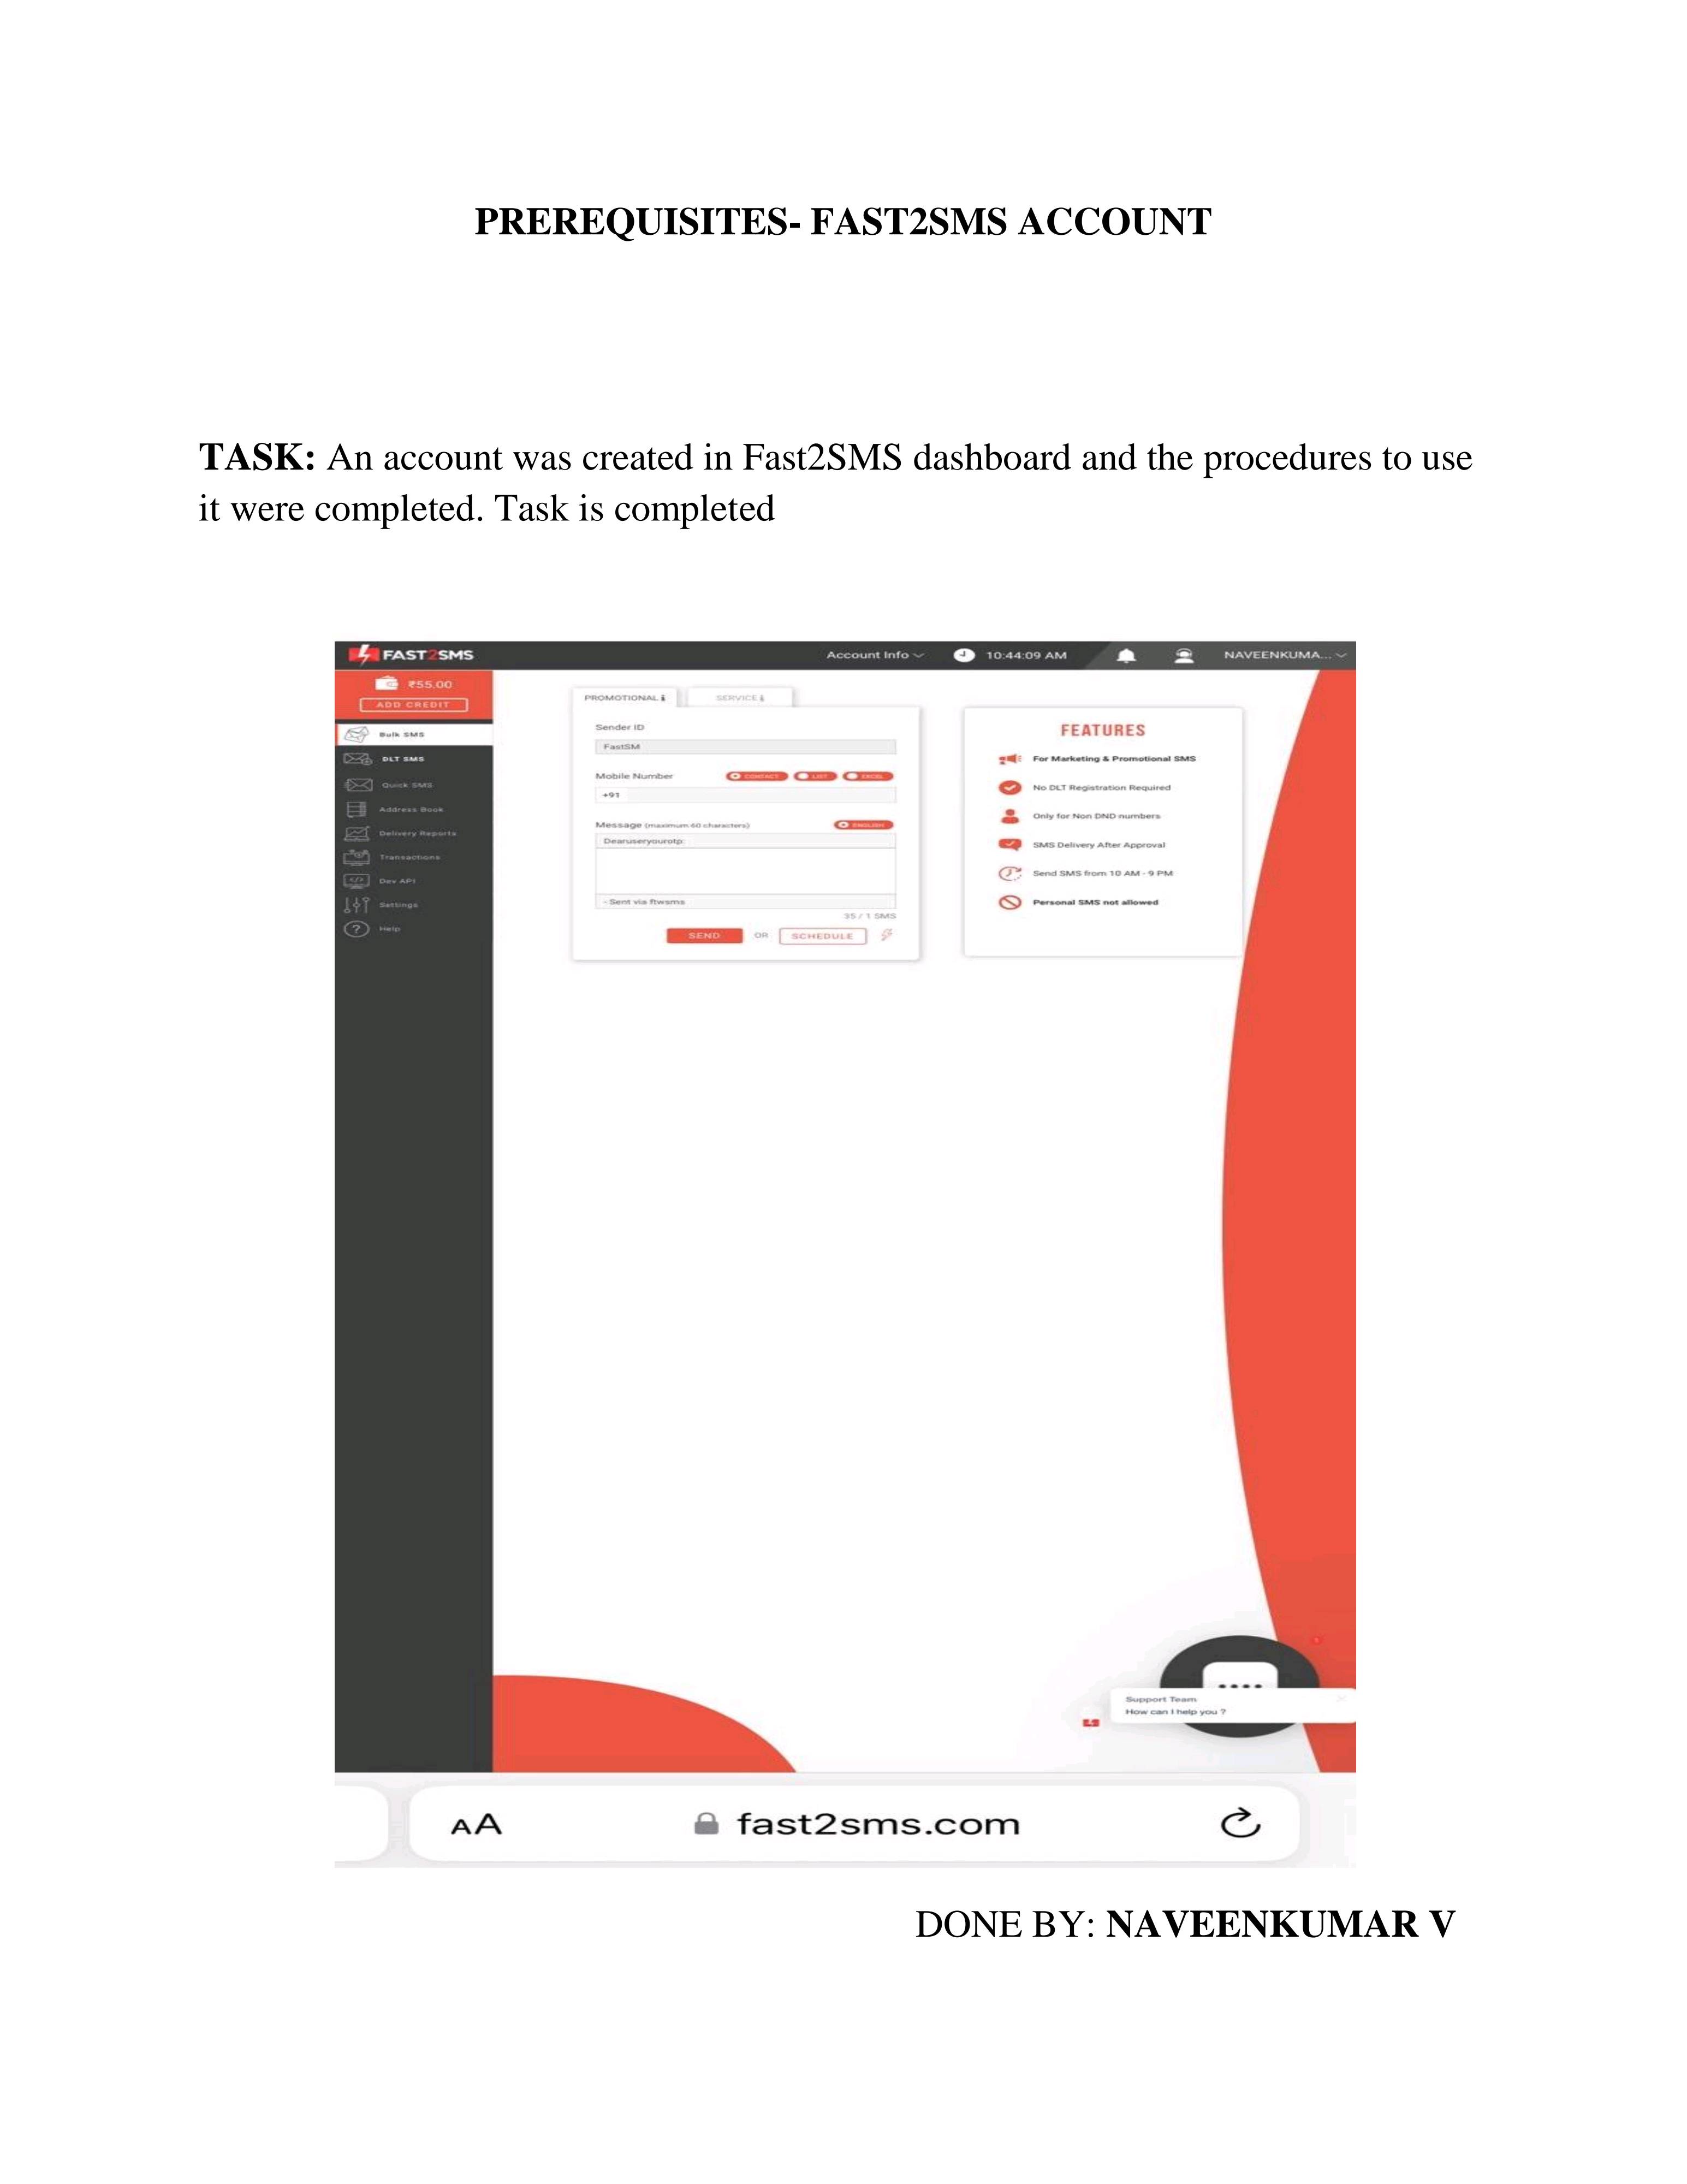 PREREQUISITES- FAST2SMS ACCOUNT
TASK: An account was created in Fast2SMS dashboard and the procedures to use
it were completed. Task is completed
FAST2SMS
Account Info
10:44:09 AM
NAVEENKUMA...
₹55.00
ADD CREDIT
Bulk SMS
DLT SMS
Quick SMS
Address Book
Delivery Reports
Transactions
Dev API
Settings
Help
PROMOTIONAL
SERVICE
Sender ID
FastSM
Mobile Number
CONTACT
LIST
EXCEL
+91
Message (maximum 60 characters)
ENGLISH
Dearuseryourotp:
- Sent via ftwsms
35 / 1 SMS
SEND
OR
SCHEDULE
FEATURES
For Marketing & Promotional SMS
No DLT Registration Required
Only for Non DND numbers
SMS Delivery After Approval
Send SMS from 10 AM - 9 PM
Personal SMS not allowed
Support Team
How can I help you ?
AA
fast2sms.com
DONE BY: NAVEENKUMAR V